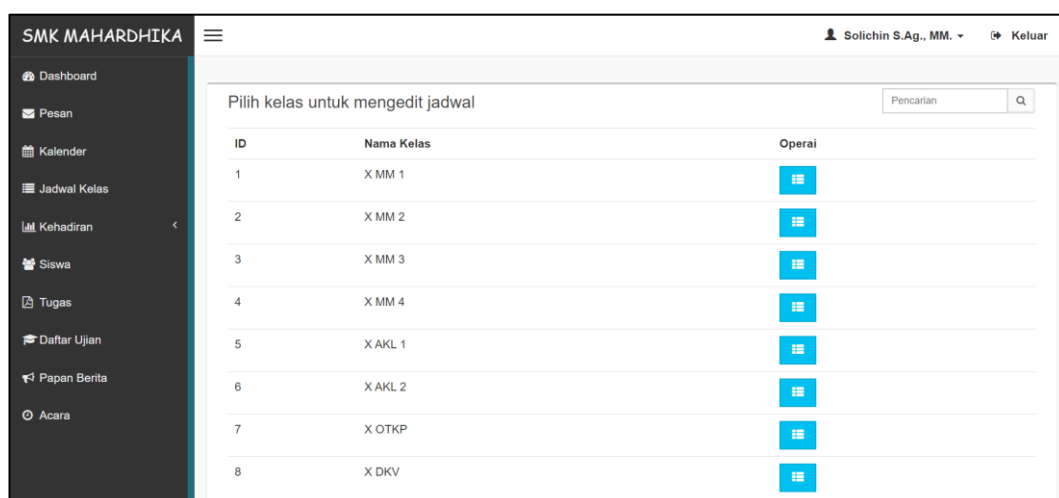 SMK MAHARDHIKA
Solichin S.Ag., MM.
Keluar
Dashboard
Pesan
Kalender
Jadwal Kelas
Kehadiran
Siswa
Tugas
Daftar Ujian
Papan Berita
Acara
Pilih kelas untuk mengedit jadwal
Pencarian
ID Nama Kelas Operai
1 X MM 1
2 X MM 2
3 X MM 3
4 X MM 4
5 X AKL 1
6 X AKL 2
7 X OTKP
8 X DKV